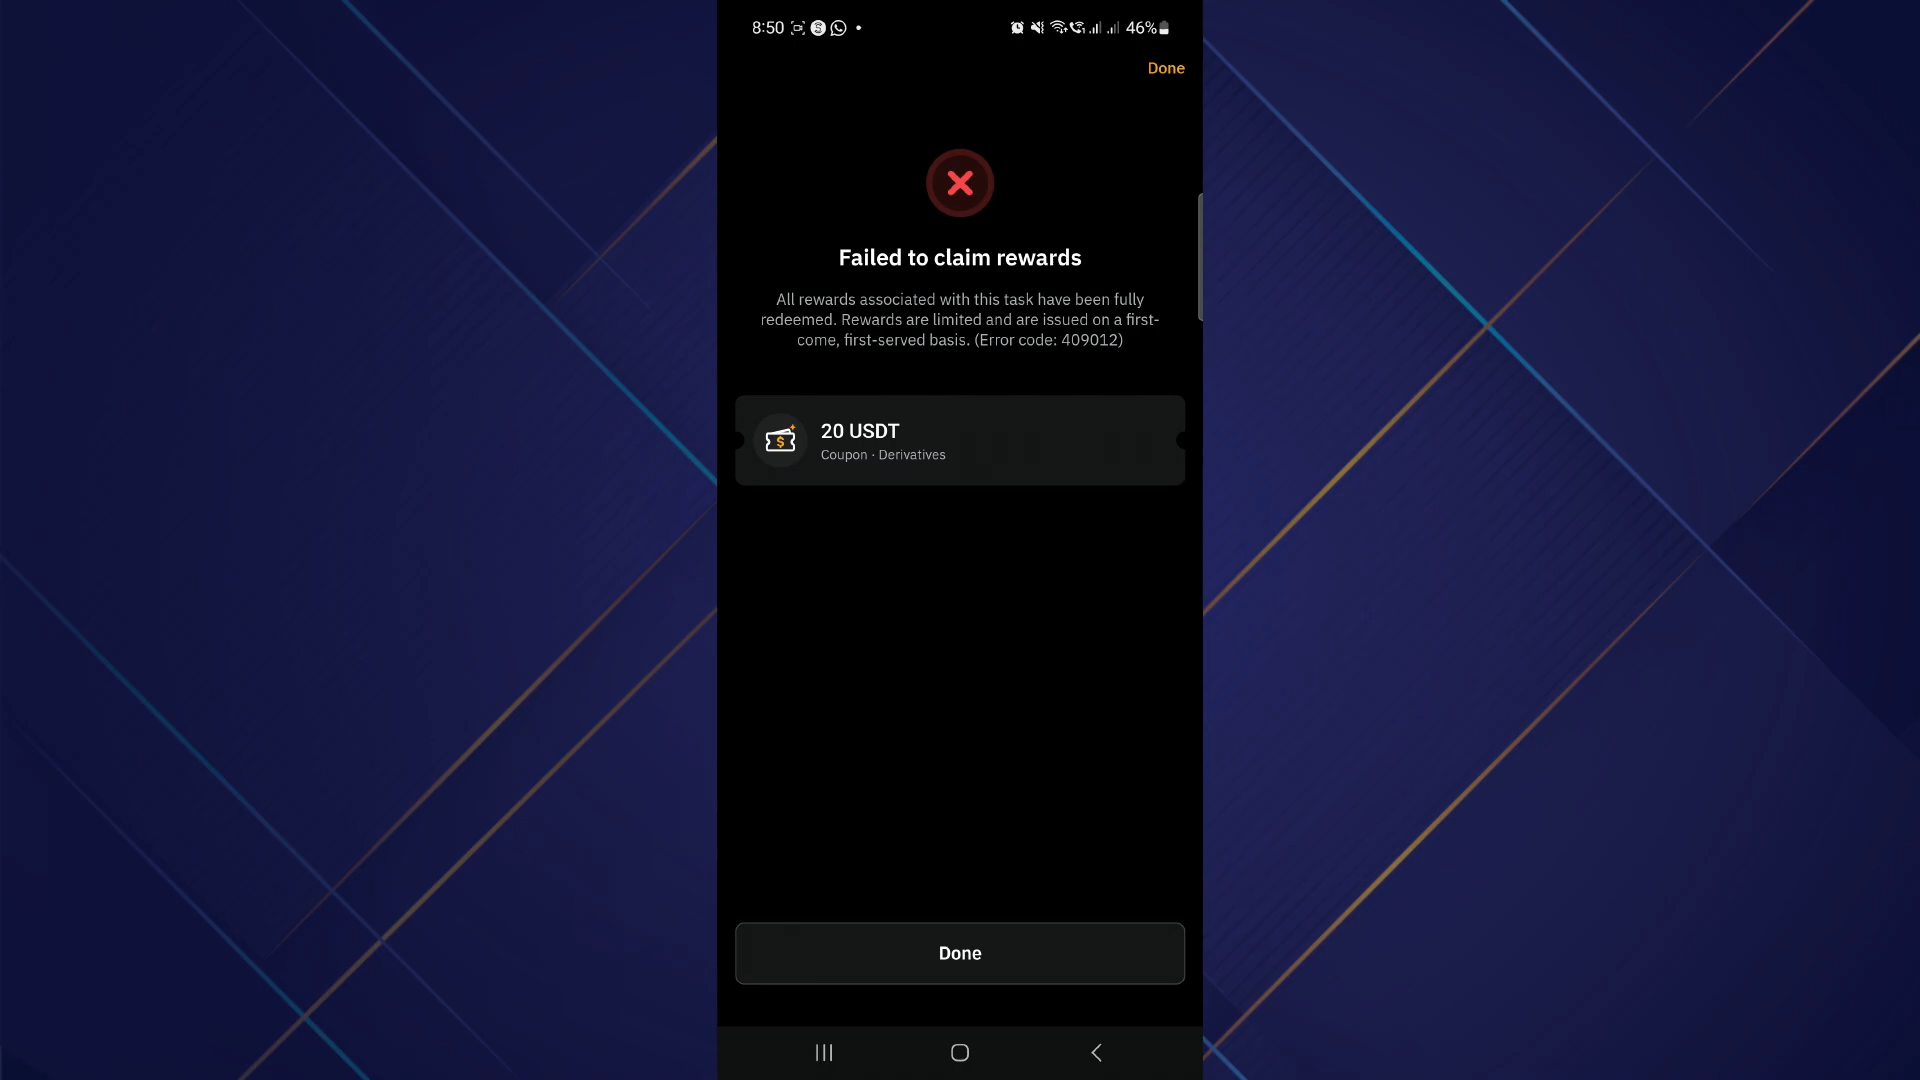 8:50
46%
Done
Failed to claim rewards
All rewards associated with this task have been fully
redeemed. Rewards are limited and are issued on a first-
come, first-served basis. (Error code: 409012)
20 USDT
Coupon · Derivatives
Done